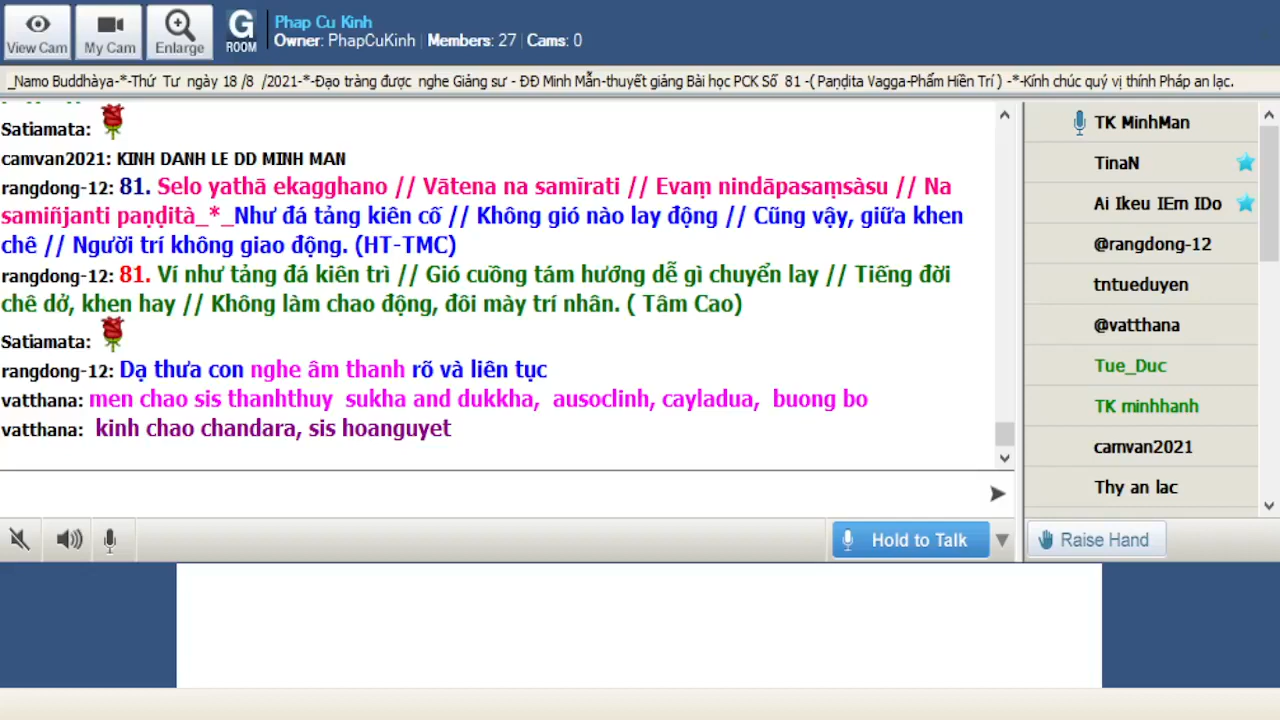 View Cam
My Cam
Enlarge
G
ROOM
Phap Cu Kinh
Owner: PhapCuKinh | Members: 27 | Cams: 0
_Namo Buddhàya-*-Thứ Tư ngày 18 /8 /2021-*-Đạo tràng được nghe Giảng sư - ĐĐ Minh Mẫn-thuyết giảng Bài học PCK Số 81 -( Paṇḍita Vagga-Phẩm Hiền Trí ) -*-Kính chúc quý vị thính Pháp an lạc.
Satiamata:
camvan2021: KINH DANH LE DD MINH MAN
rangdong-12: 81. Selo yathā ekagghano // Vātena na samīrati // Evaṃ nindāpasaṃsàsu // Na
samiñjanti paṇḍità_*_Như đá tảng kiên cố // Không gió nào lay động // Cũng vậy, giữa khen
chê // Người trí không giao động. (HT-TMC)
rangdong-12: 81. Ví như tảng đá kiên trì // Gió cuồng tám hướng dễ gì chuyển lay // Tiếng đời
chê dở, khen hay // Không làm chao động, đôi mày trí nhân. ( Tâm Cao)
Satiamata:
rangdong-12: Dạ thưa con nghe âm thanh rõ và liên tục
vatthana: men chao sis thanhthuy sukha and dukkha, ausoclinh, cayladua, buong bo
vatthana: kinh chao chandara, sis hoanguyet
TK MinhMan
TinaN
Ai Ikeu IEm IDo
@rangdong-12
tntueduyen
@vatthana
Tue_Duc
TK minhhanh
camvan2021
Thy an lac
Hold to Talk
Raise Hand